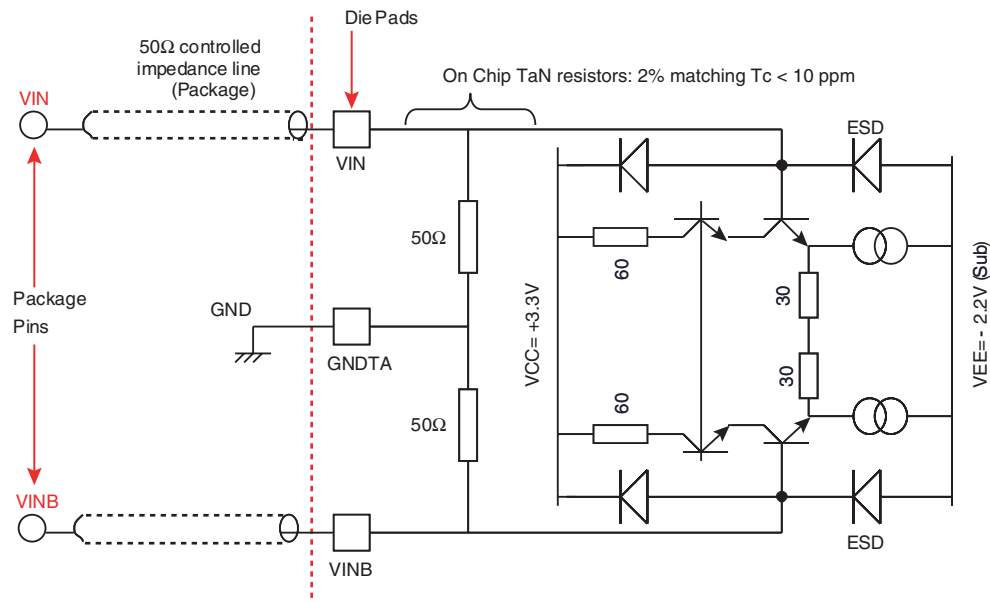 Die Pads
50Ω controlled
impedance line
(Package)
On Chip TaN resistors: 2% matching Tc < 10 ppm
VIN
VIN
ESD
50Ω
60
30
Package
Pins
GND
GNDTA
VCC= +3.3V
VEE= - 2.2V (Sub)
30
60
50Ω
VINB
VINB
ESD